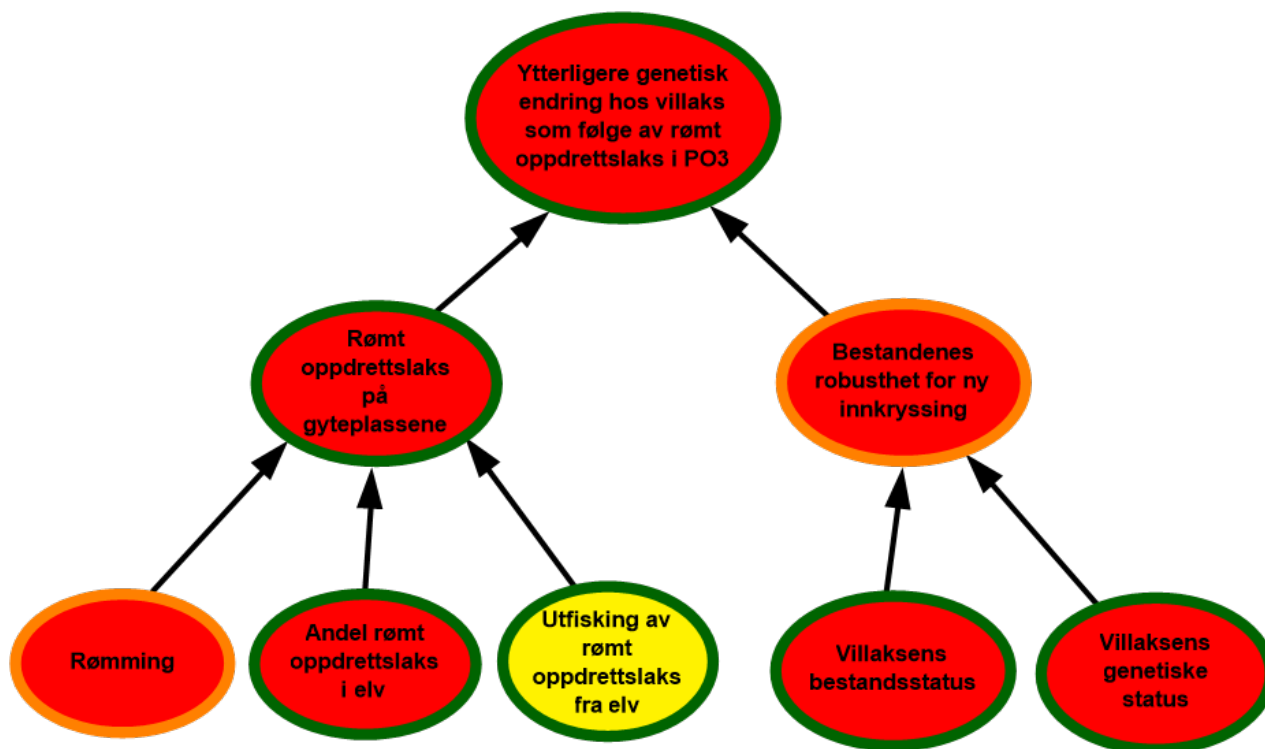 Ytterligere genetisk
endring hos villaks
som følge av rømt
oppdrettslaks i PO3
Rømt
oppdrettslaks
på
gyteplassene
Bestandenes
robusthet for ny
innkryssing
Rømming
Andel rømt
oppdrettslaks
i elv
Utfisking av
rømt
oppdrettslaks
fra elv
Villaksens
bestandsstatus
Villaksens
genetiske
status